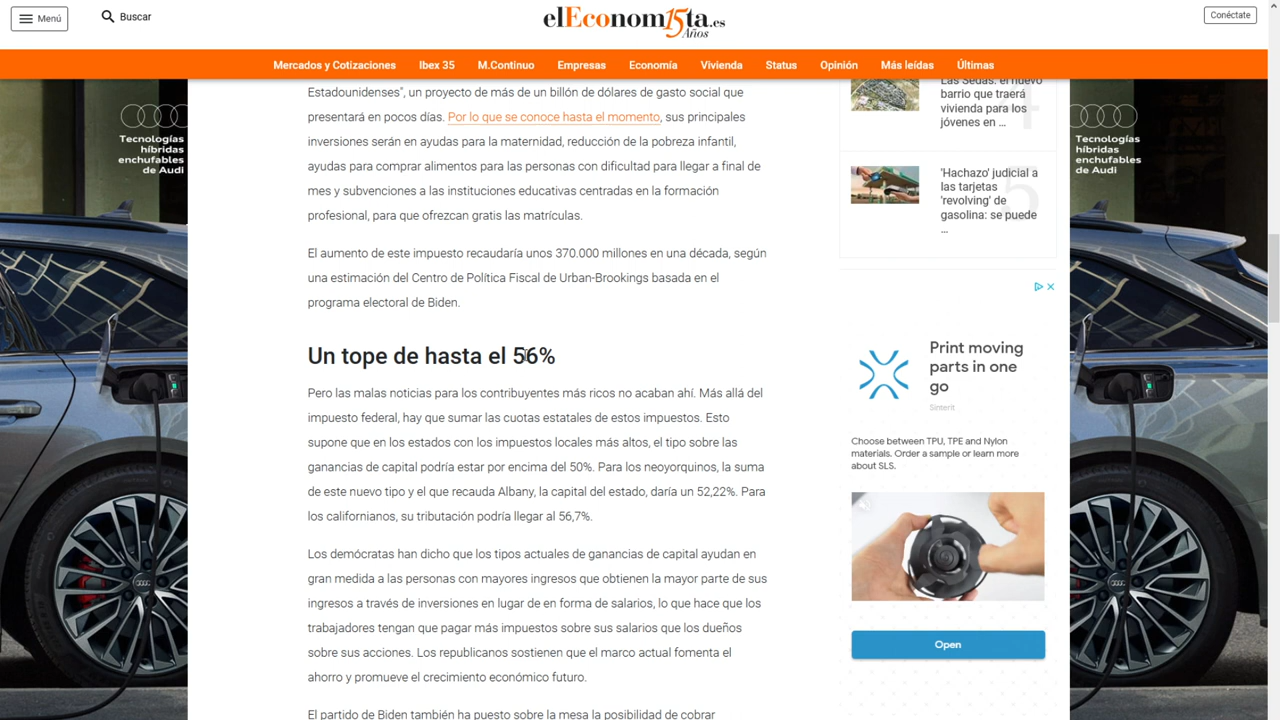 Menú
Buscar
elEconom15ta.es
Años
Conéctate
Mercados y Cotizaciones Ibex 35 M.Continuo Empresas Economía Vivienda Status Opinión Más leídas Últimas
Tecnologías
híbridas
enchufables
de Audi
Estadounidenses", un proyecto de más de un billón de dólares de gasto social que
presentará en pocos días. Por lo que se conoce hasta el momento, sus principales
inversiones serán en ayudas para la maternidad, reducción de la pobreza infantil,
ayudas para comprar alimentos para las personas con dificultad para llegar a final de
mes y subvenciones a las instituciones educativas centradas en la formación
profesional, para que ofrezcan gratis las matrículas.
El aumento de este impuesto recaudaría unos 370.000 millones en una década, según
una estimación del Centro de Política Fiscal de Urban-Brookings basada en el
programa electoral de Biden.
Un tope de hasta el 56%
Pero las malas noticias para los contribuyentes más ricos no acaban ahí. Más allá del
impuesto federal, hay que sumar las cuotas estatales de estos impuestos. Esto
supone que en los estados con los impuestos locales más altos, el tipo sobre las
ganancias de capital podría estar por encima del 50%. Para los neoyorquinos, la suma
de este nuevo tipo y el que recauda Albany, la capital del estado, daría un 52,22%. Para
los californianos, su tributación podría llegar al 56,7%.
Los demócratas han dicho que los tipos actuales de ganancias de capital ayudan en
gran medida a las personas con mayores ingresos que obtienen la mayor parte de sus
ingresos a través de inversiones en lugar de en forma de salarios, lo que hace que los
trabajadores tengan que pagar más impuestos sobre sus salarios que los dueños
sobre sus acciones. Los republicanos sostienen que el marco actual fomenta el
ahorro y promueve el crecimiento económico futuro.
El partido de Biden también ha puesto sobre la mesa la posibilidad de cobrar
Las Sedas: el nuevo
barrio que traerá
vivienda para los
jóvenes en ...
4
'Hachazo' judicial a
las tarjetas
'revolving' de
gasolina: se puede
...
5
Print moving
parts in one
go
Sinterit
Choose between TPU, TPE and Nylon
materials. Order a sample or learn more
about SLS.
Open
Tecnologías
híbridas
enchufables
de Audi